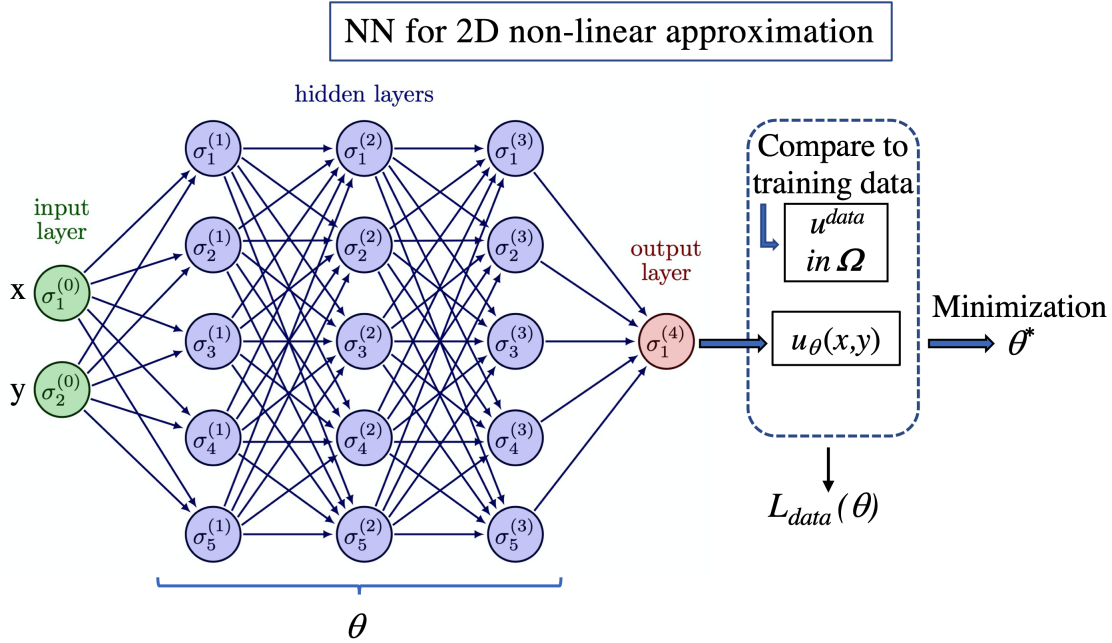 NN for 2D non-linear approximation
hidden layers
input
layer
x
y
σ₁⁽⁰⁾
σ₂⁽⁰⁾
σ₁⁽¹⁾
σ₂⁽¹⁾
σ₃⁽¹⁾
σ₄⁽¹⁾
σ₅⁽¹⁾
σ₁⁽²⁾
σ₂⁽²⁾
σ₃⁽²⁾
σ₄⁽²⁾
σ₅⁽²⁾
σ₁⁽³⁾
σ₂⁽³⁾
σ₃⁽³⁾
σ₄⁽³⁾
σ₅⁽³⁾
output
layer
σ₁⁽⁴⁾
θ
Compare to
training data
u^data
in Ω
u_θ(x,y)
L_data(θ)
Minimization
θ*